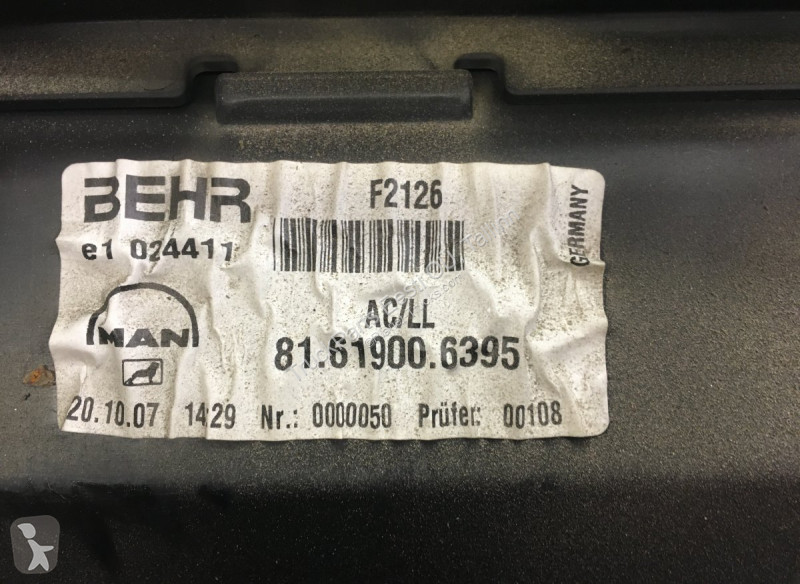 BEHR
F2126
GERMANY
e1 024411
AC/LL
MAN
81.61900.6395
20.10.07 14:29 Nr.: 0000050 Prüfer: 00108